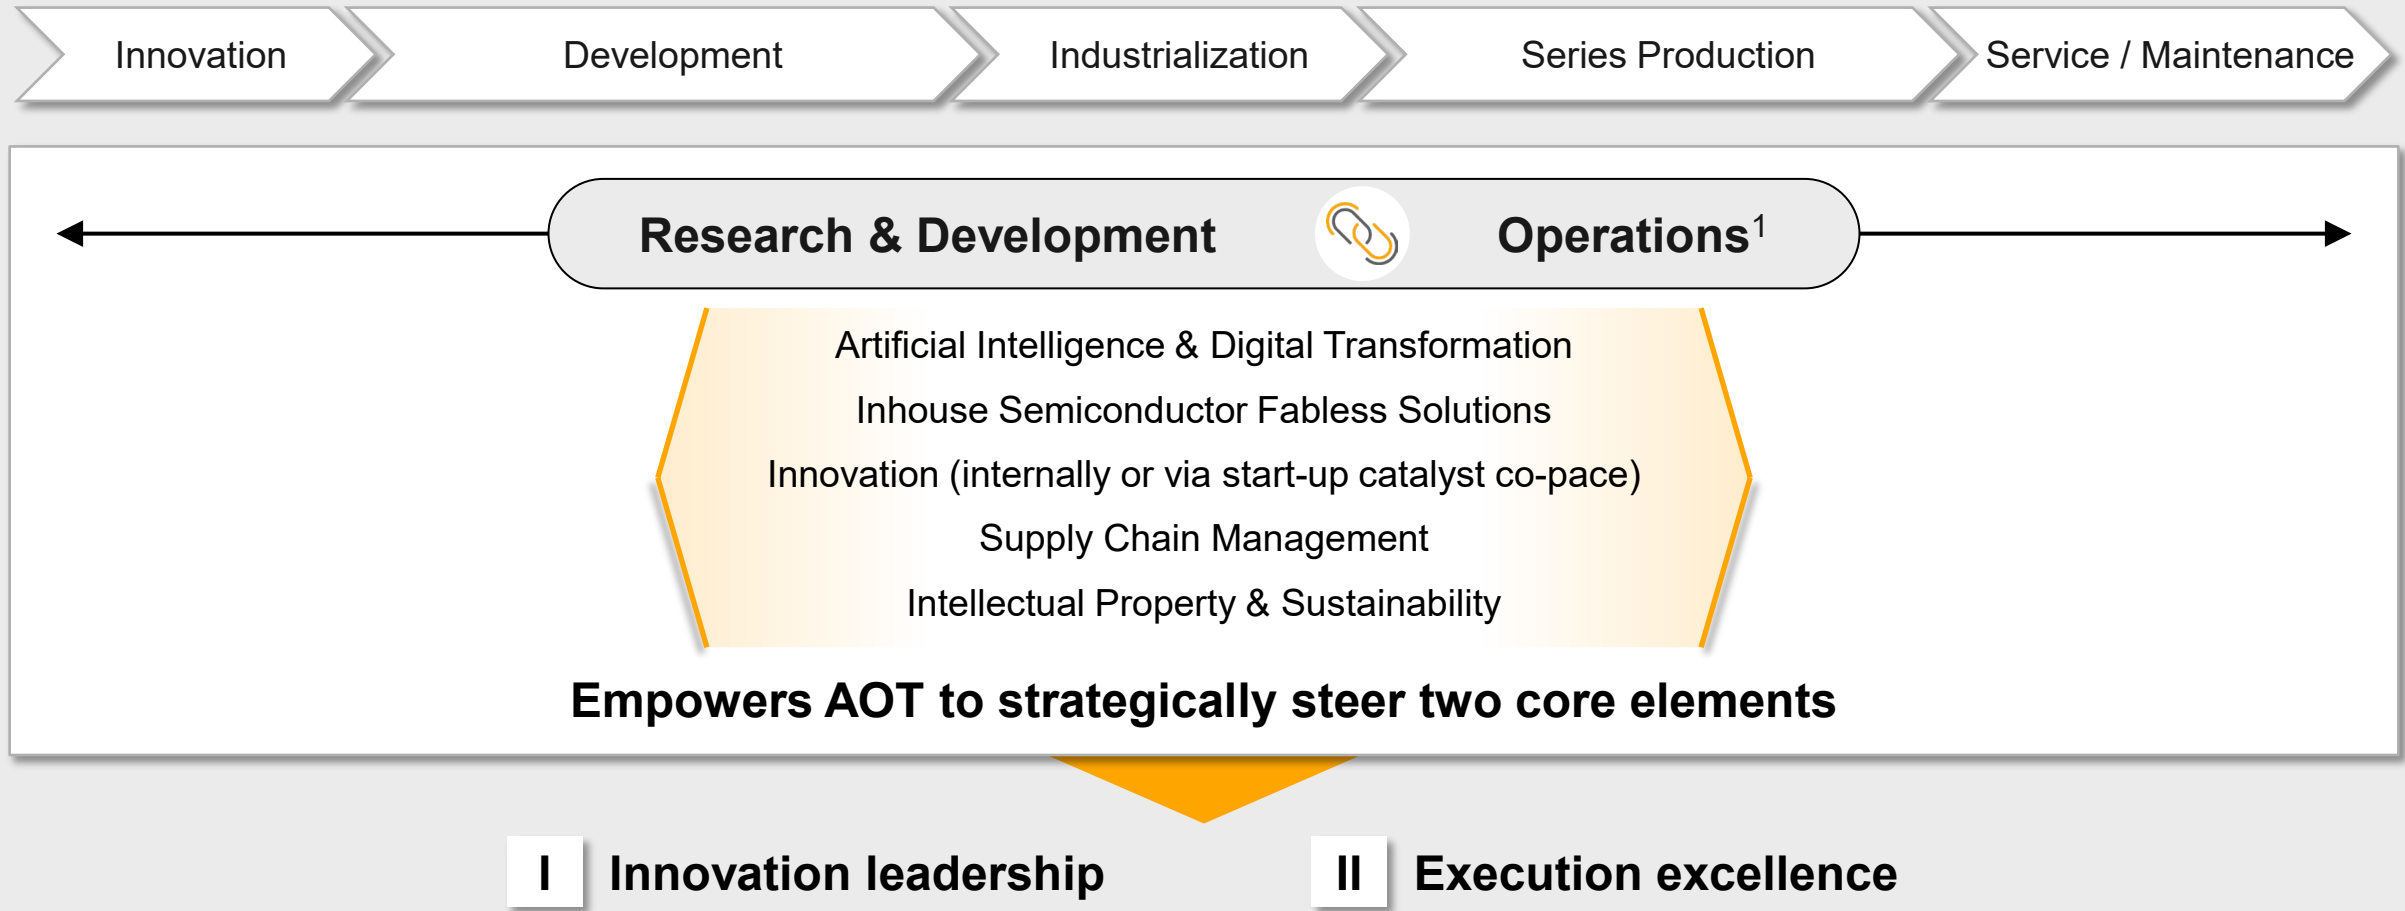 Innovation
Development
Industrialization
Series Production
Service / Maintenance
Research & Development
Operations¹
Artificial Intelligence & Digital Transformation
Inhouse Semiconductor Fabless Solutions
Innovation (internally or via start-up catalyst co-pace)
Supply Chain Management
Intellectual Property & Sustainability
Empowers AOT to strategically steer two core elements
I Innovation leadership
II Execution excellence